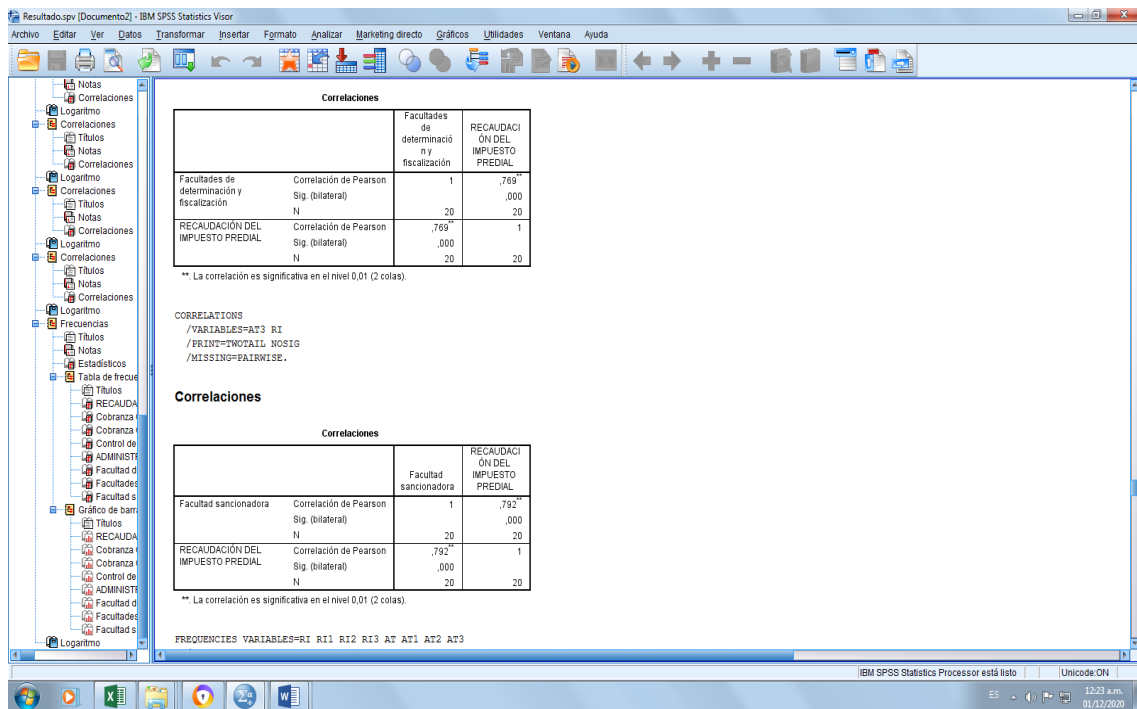 Resultado.spv [Documento2] - IBM SPSS Statistics Visor
Archivo Editar Ver Datos Transformar Insertar Formato Analizar Marketing directo Gráficos Utilidades Ventana Ayuda
Notas
Correlaciones
Logaritmo
Correlaciones
Títulos
Notas
Correlaciones
Logaritmo
Correlaciones
Títulos
Notas
Correlaciones
Logaritmo
Correlaciones
Títulos
Notas
Correlaciones
Logaritmo
Frecuencias
Títulos
Notas
Estadísticos
Tabla de frecue
Títulos
RECAUDA
Cobranza
Cobranza
Control de
ADMINIST
Facultad d
Facultades
Facultad s
Gráfico de barr
Títulos
RECAUDA
Cobranza
Cobranza
Control de
ADMINIST
Facultad d
Facultades
Facultad s
Logaritmo
Correlaciones
Facultades
de
determinació
n y
fiscalización
RECAUDACI
ÓN DEL
IMPUESTO
PREDIAL
Facultades de
determinación y
fiscalización
Correlación de Pearson 1 ,769**
Sig. (bilateral) ,000
N 20 20
RECAUDACIÓN DEL
IMPUESTO PREDIAL
Correlación de Pearson ,769** 1
Sig. (bilateral) ,000
N 20 20
**. La correlación es significativa en el nivel 0,01 (2 colas).
CORRELATIONS
/VARIABLES=AT3 RI
/PRINT=TWOTAIL NOSIG
/MISSING=PAIRWISE.
Correlaciones
Correlaciones
Facultad
sancionadora
RECAUDACI
ÓN DEL
IMPUESTO
PREDIAL
Facultad sancionadora
Correlación de Pearson 1 ,792**
Sig. (bilateral) ,000
N 20 20
RECAUDACIÓN DEL
IMPUESTO PREDIAL
Correlación de Pearson ,792** 1
Sig. (bilateral) ,000
N 20 20
**. La correlación es significativa en el nivel 0,01 (2 colas).
FREQUENCIES VARIABLES=RI RI1 RI2 RI3 AT AT1 AT2 AT3
IBM SPSS Statistics Processor está listo
Unicode:ON
ES
12:23 a.m.
01/12/2020